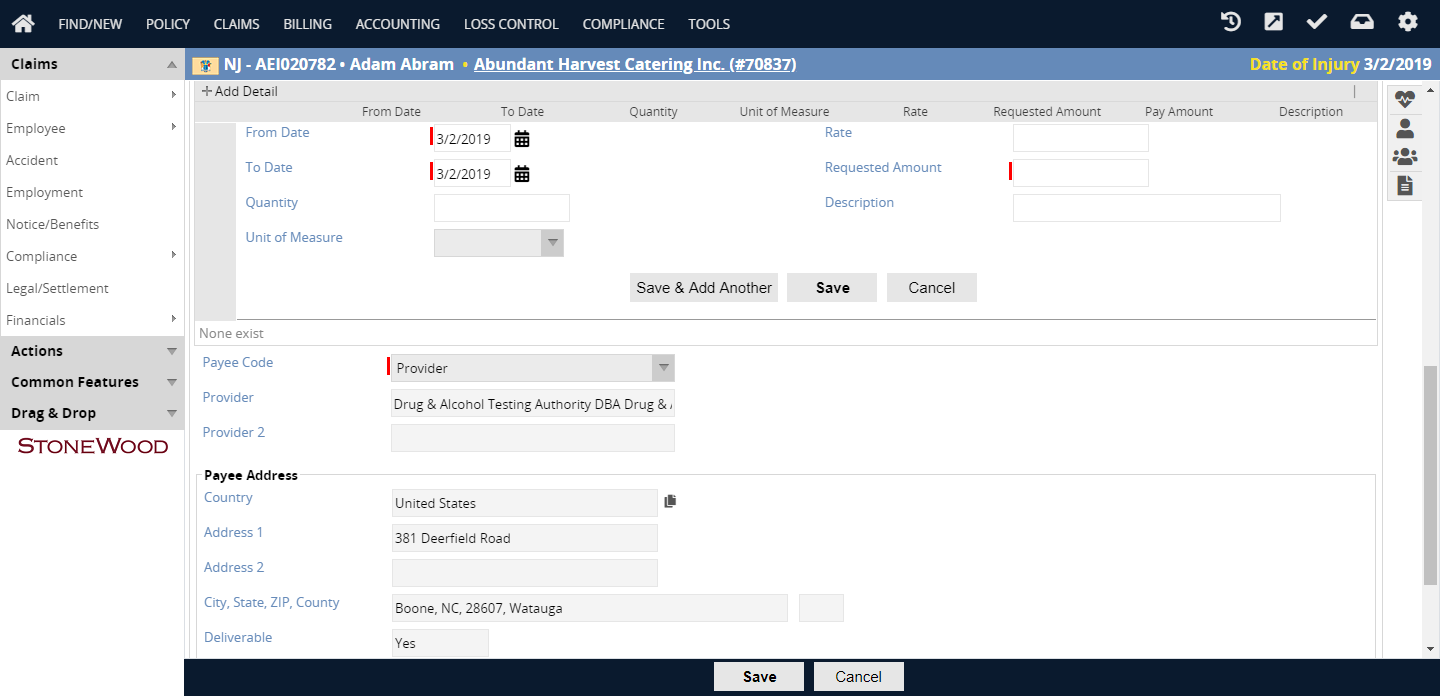 FIND/NEW POLICY CLAIMS BILLING ACCOUNTING LOSS CONTROL COMPLIANCE TOOLS
Claims
NJ - AEI020782 • Adam Abram • Abundant Harvest Catering Inc. (#70837)
Date of Injury 3/2/2019
Claim
Employee
Accident
Employment
Notice/Benefits
Compliance
Legal/Settlement
Financials
Actions
Common Features
Drag & Drop
STONEWOOD
Add Detail
From Date To Date Quantity Unit of Measure Rate Requested Amount Pay Amount Description
From Date 3/2/2019 Rate
To Date 3/2/2019 Requested Amount
Quantity Description
Unit of Measure
Save & Add Another Save Cancel
None exist
Payee Code Provider
Provider Drug & Alcohol Testing Authority DBA Drug &
Provider 2
Payee Address
Country United States
Address 1 381 Deerfield Road
Address 2
City, State, ZIP, County Boone, NC, 28607, Watauga
Deliverable Yes
Save Cancel